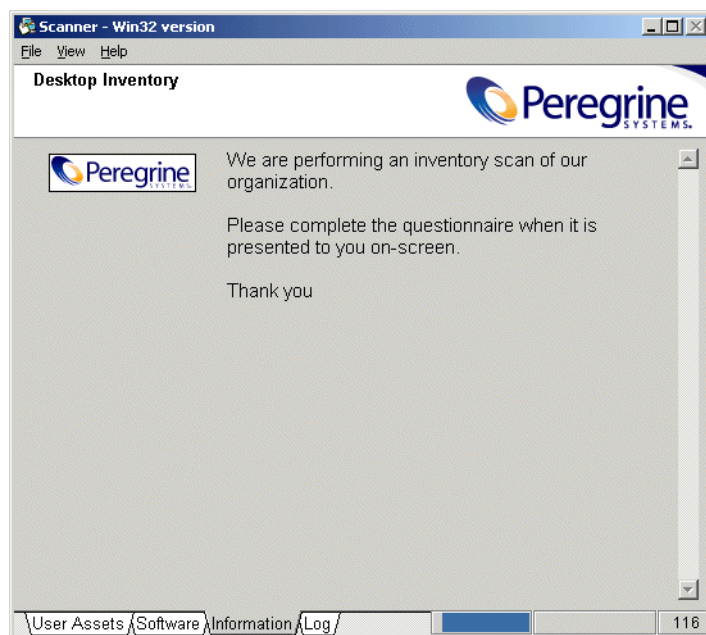 Scanner - Win32 version
File View Help
Desktop Inventory
Peregrine
SYSTEMS.
Peregrine
SYSTEMS.
We are performing an inventory scan of our
organization.
Please complete the questionnaire when it is
presented to you on-screen.
Thank you
User Assets Software Information Log 116